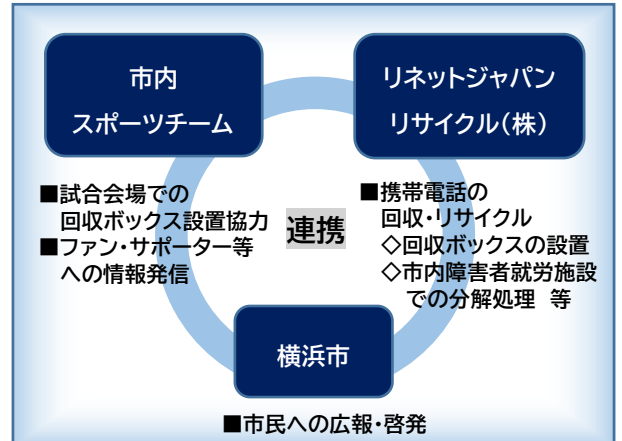 市内
スポーツチーム
リネットジャパン
リサイクル(株)
■試合会場での
回収ボックス設置協力
■ファン・サポーター等
への情報発信
連携
■携帯電話の
回収・リサイクル
◇回収ボックスの設置
◇市内障害者就労施設
での分解処理 等
横浜市
■市民への広報・啓発